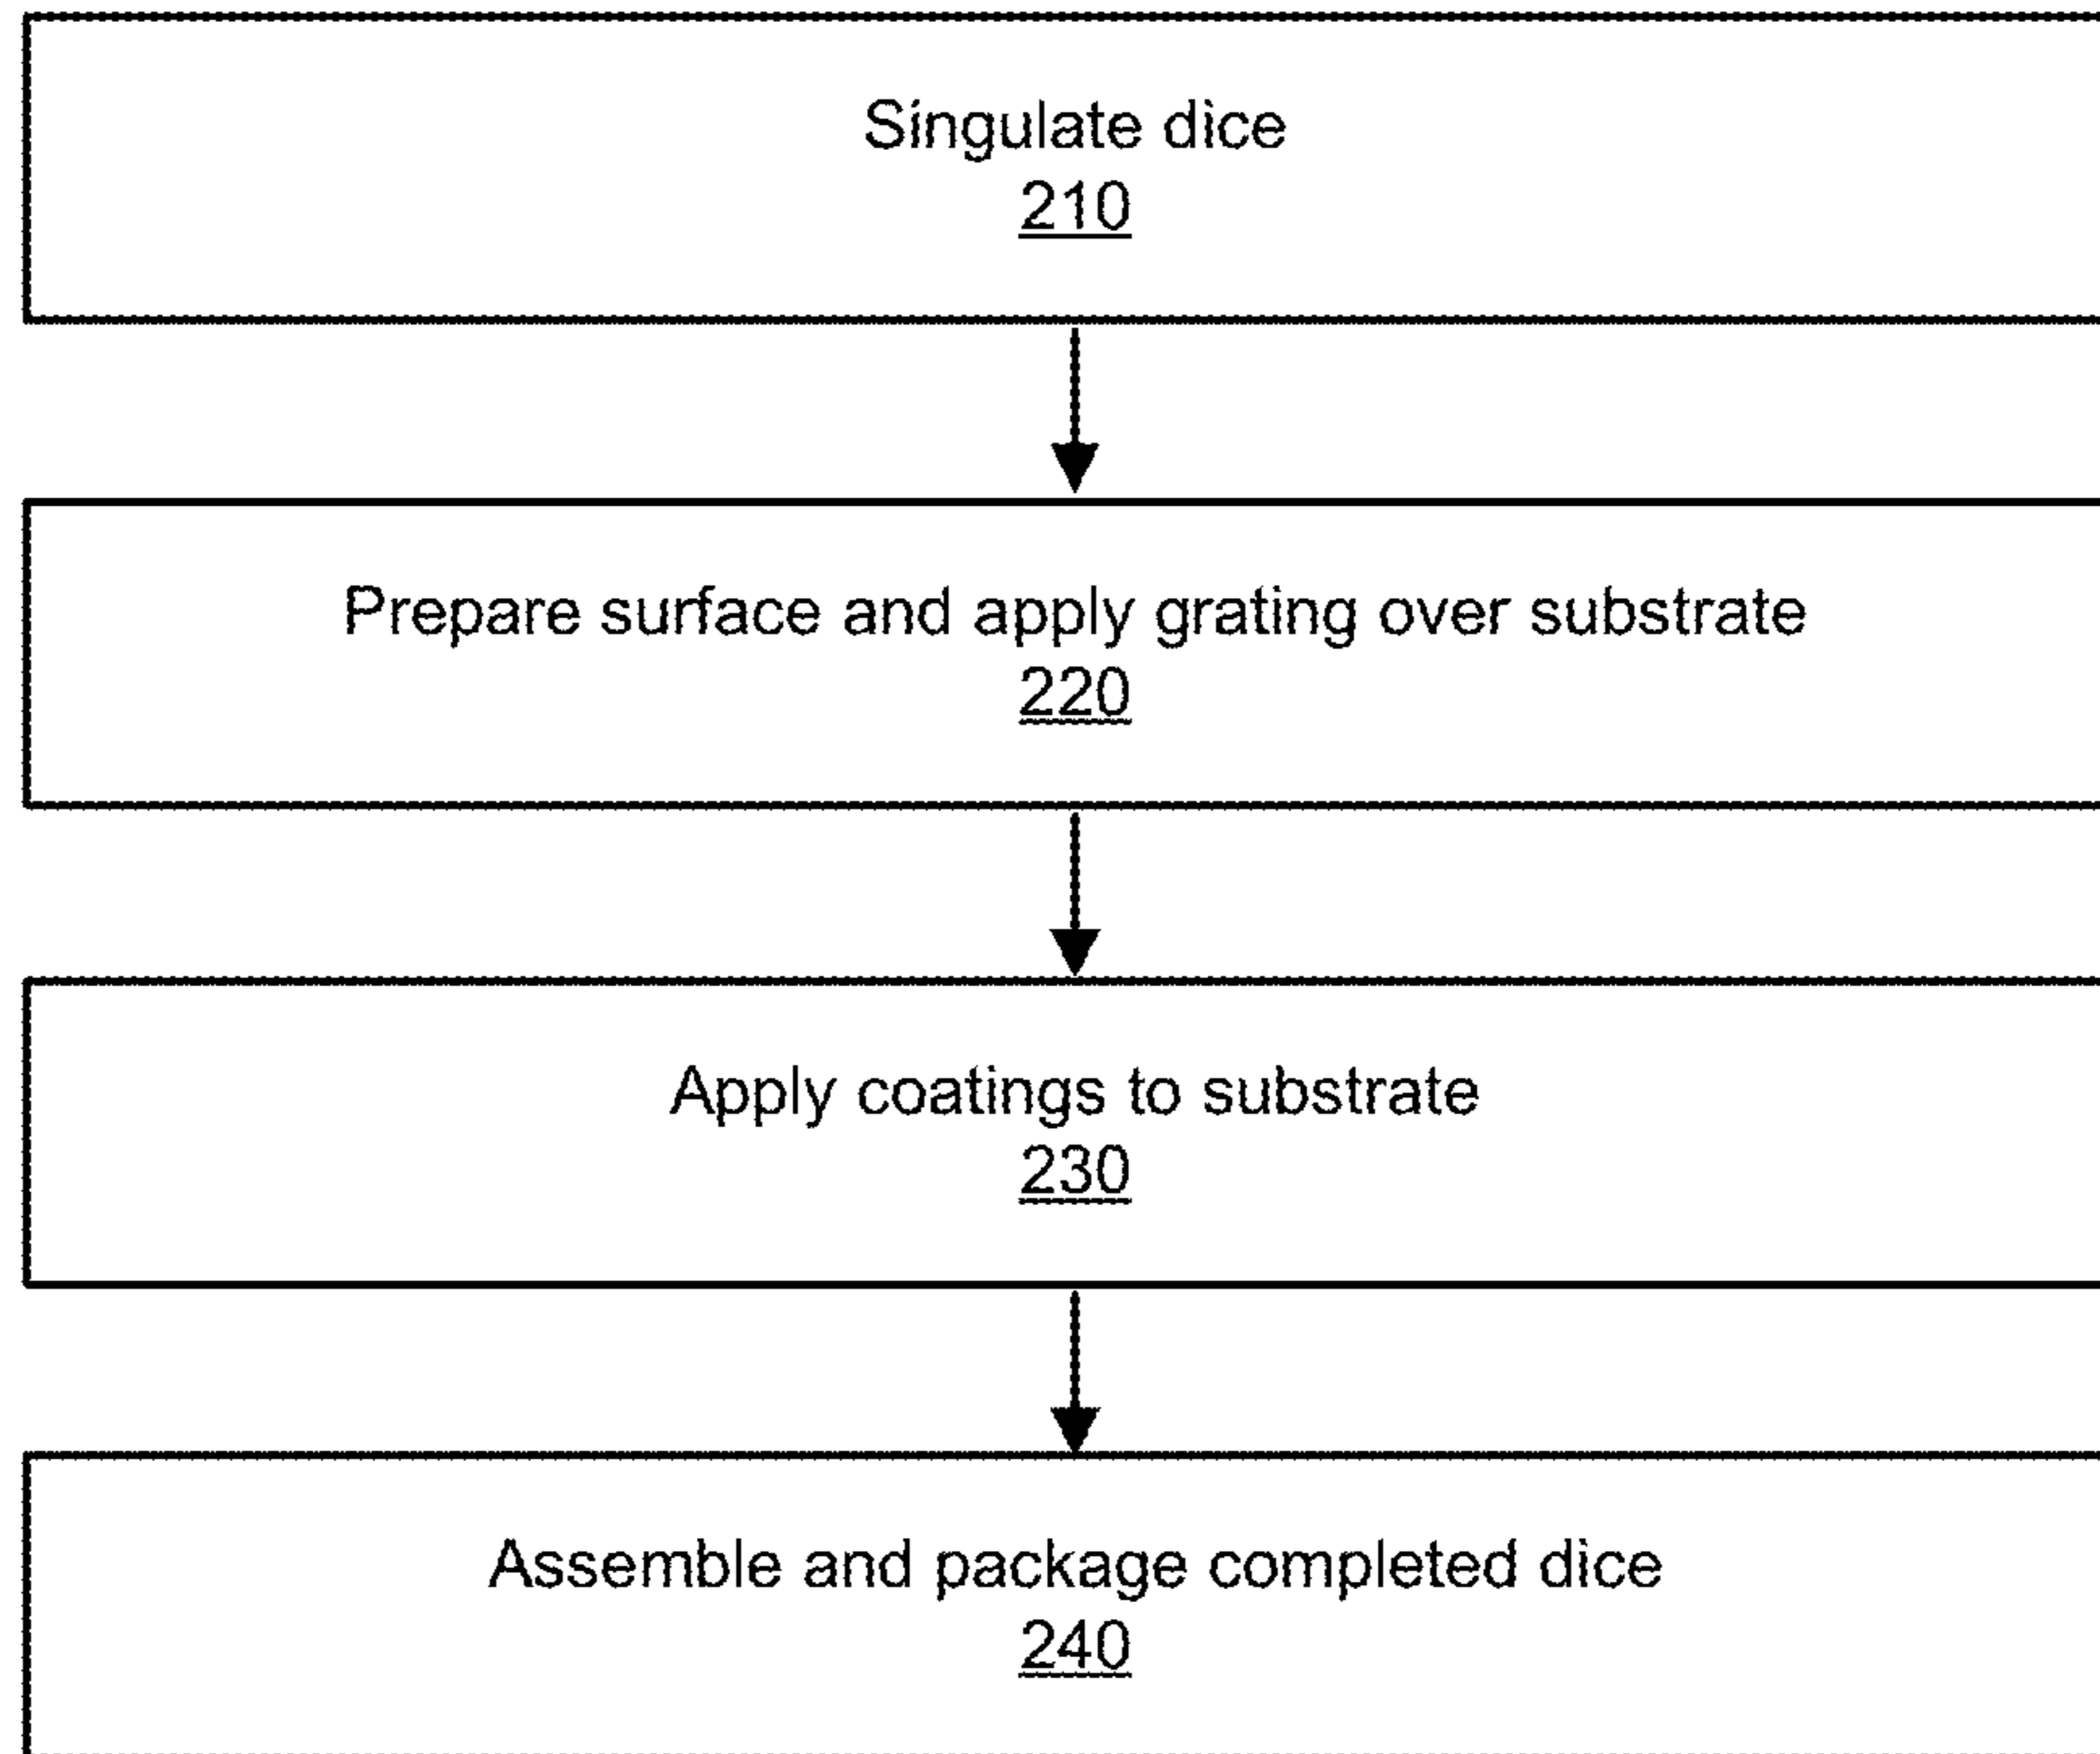 Singulate dice
210
Prepare surface and apply grating over substrate
220
Apply coatings to substrate
230
Assemble and package completed dice
240